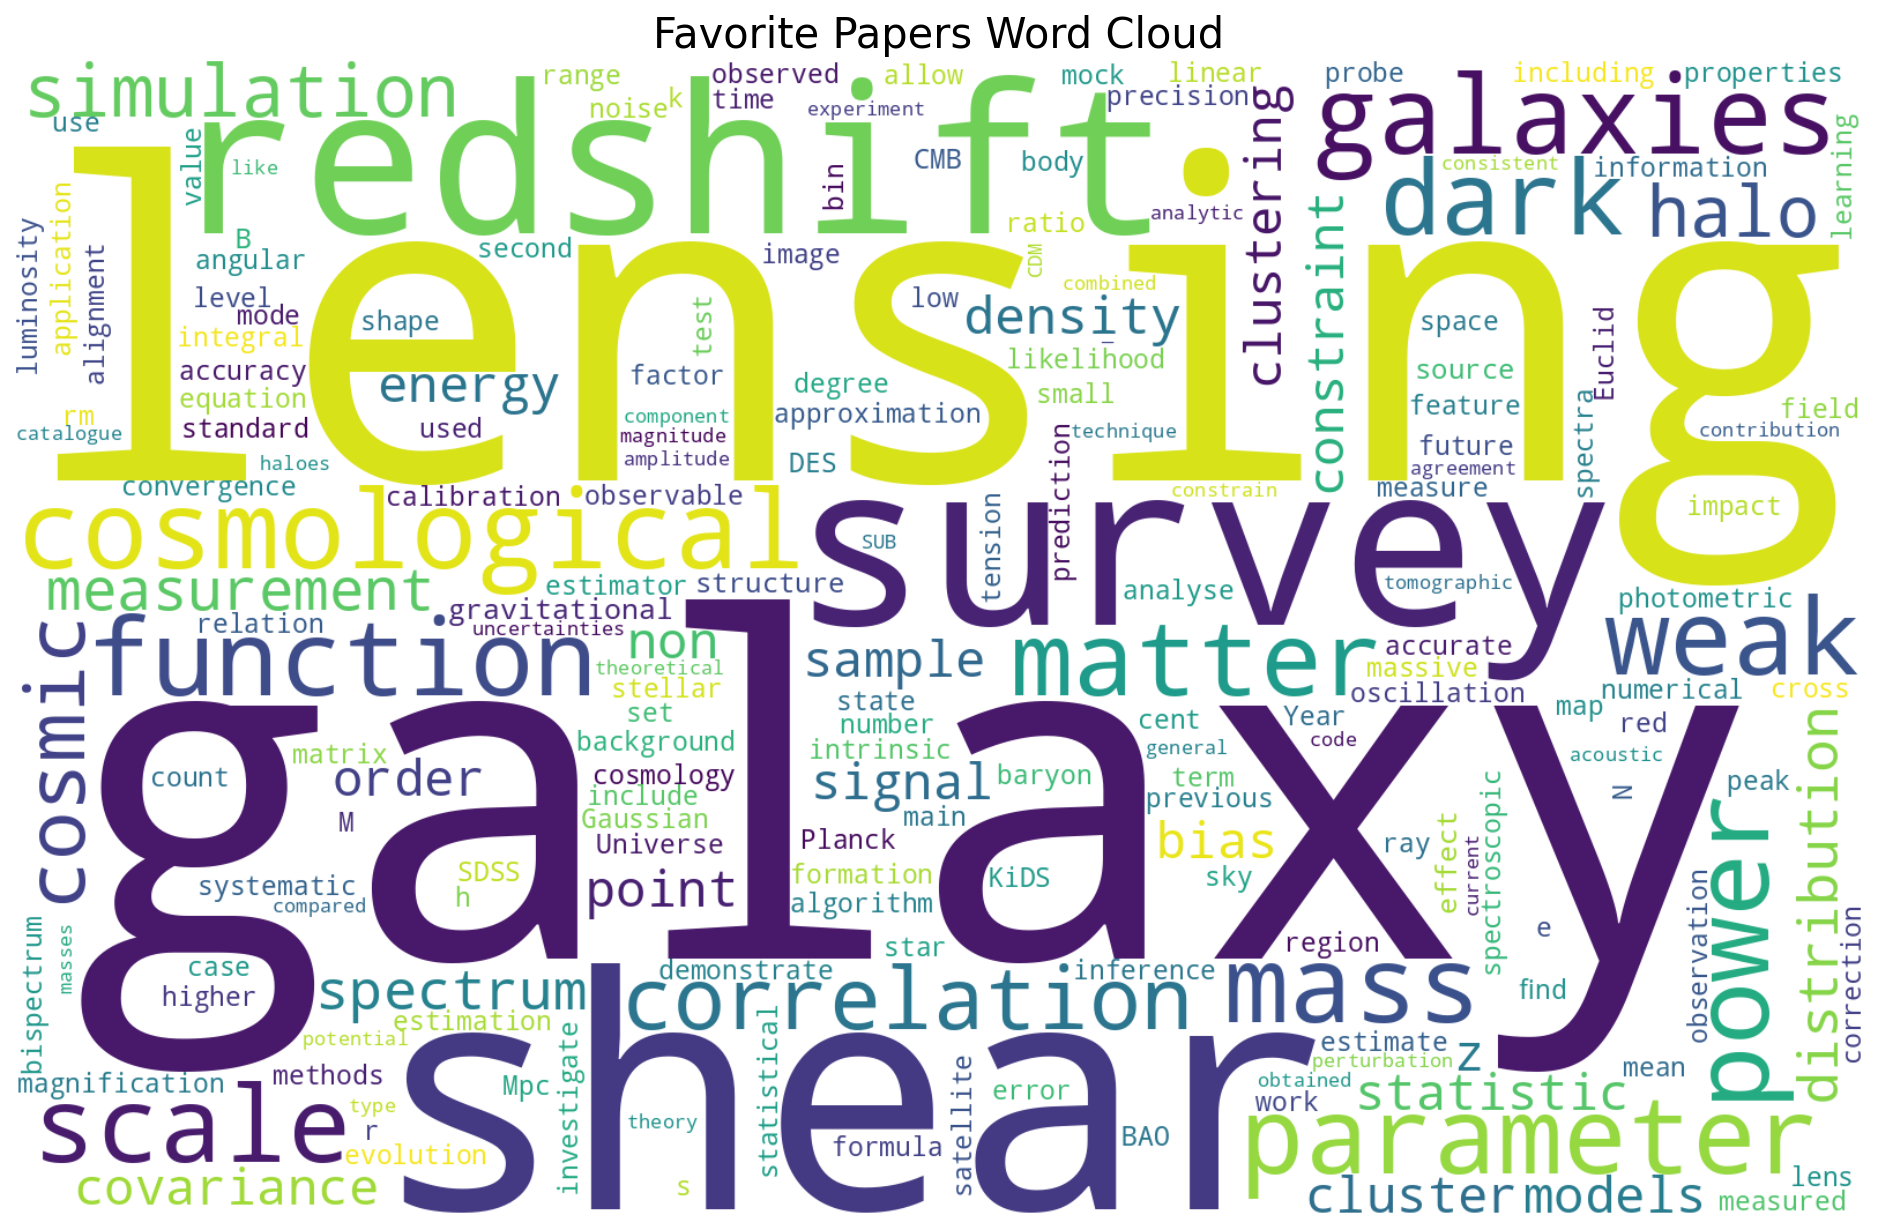 Favorite Papers Word Cloud
simulation
redshift
range
noise
k
observed
time
experiment
allow
mock
linear
precision
probe
including
properties
galaxies
use
value
like
bin
CMB
body
clustering
consistent
information
learning
dark
halo
lensing
luminosity
application
alignment
B
angular
second
image
ratio
analytic
CDM
combined
constraint
level
mode
integral
shape
test
low
density
space
Euclid
accuracy
equation
energy
factor
degree
likelihood
small
source
feature
field
rm
catalogue
standard
used
component
magnitude
amplitude
approximation
DES
technique
prediction
future
agreement
spectra
contribution
haloes
convergence
calibration
observable
constrain
measure
impact
cosmological
survey
SUB
tension
measurement
estimator
structure
analyse
tomographic
photometric
gravitational
uncertainties
relation
cosmic
function
non
theoretical
stellar
set
sample
matter
accurate
massive
oscillation
weak
numerical
cross
state
number
intrinsic
cent
general
Year
code
map
red
acoustic
galaxy
matrix
background
count
order
cosmology
include
Gaussian
signal
baryon
term
previous
N
peak
distribution
M
Universe
Planck
main
bias
ray
effect
current
spectroscopic
power
systematic
compared
SDSS
h
point
formation
algorithm
KiDS
sky
e
bispectrum
masses
case
higher
star
region
find
observation
correction
spectrum
demonstrate
correlation
inference
mass
estimation
potential
investigate
statistical
estimate
perturbation
z
mean
magnification
methods
Mpc
shear
satellite
error
obtained
work
statistic
scale
type
r
evolution
theory
formula
BAO
parameter
covariance
s
cluster
models
lens
measured